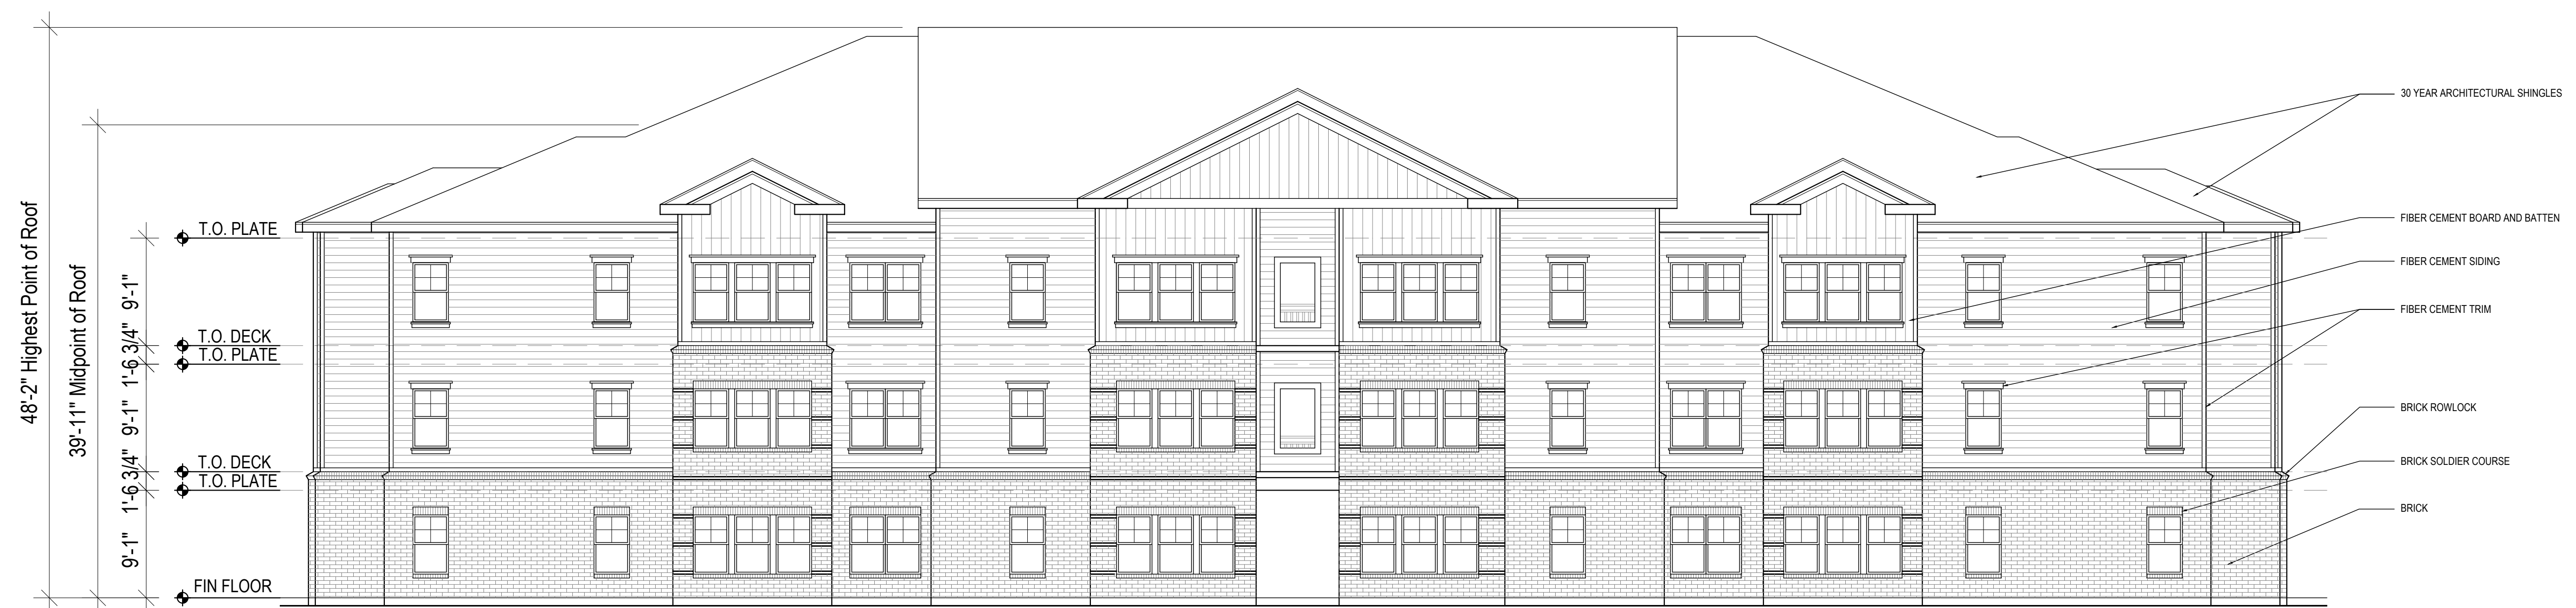 48'-2" Highest Point of Roof
39'-11" Midpoint of Roof
9'-1"
1'-6 3/4"
9'-1"
1'-6 3/4"
9'-1"
T.O. PLATE
T.O. DECK
T.O. PLATE
T.O. DECK
T.O. PLATE
FIN FLOOR
30 YEAR ARCHITECTURAL SHINGLES
FIBER CEMENT BOARD AND BATTEN
FIBER CEMENT SIDING
FIBER CEMENT TRIM
BRICK ROWLOCK
BRICK SOLDIER COURSE
BRICK